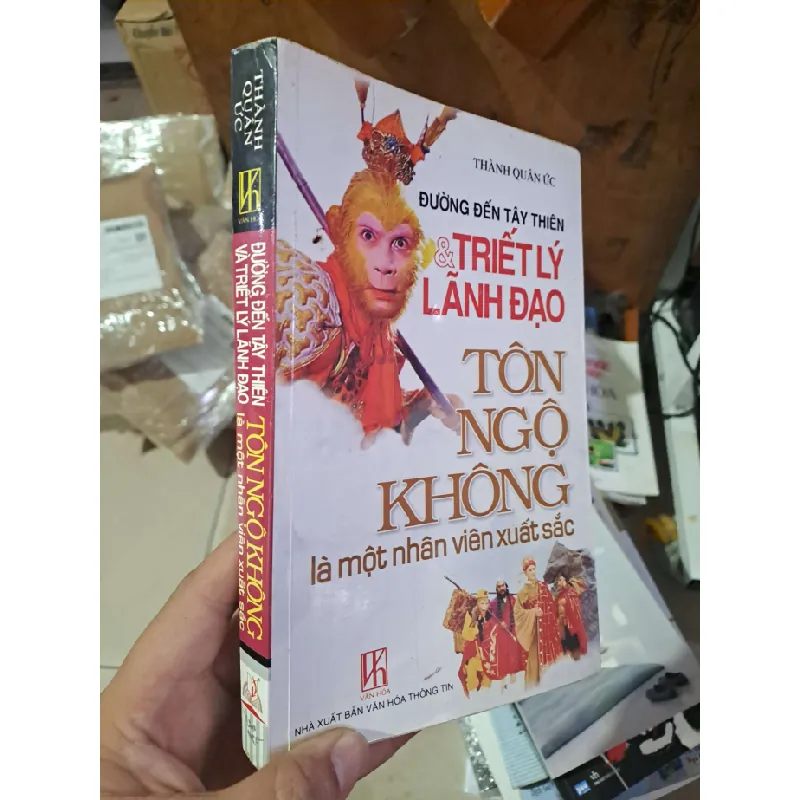 THÀNH QUÂN ỨC
ĐƯỜNG ĐẾN TÂY THIÊN
& TRIẾT LÝ
LÃNH ĐẠO
TÔN
NGỘ
KHÔNG
là một nhân viên xuất sắc
VĂN HÓA
NHÀ XUẤT BẢN VĂN HÓA THÔNG TIN
THÀNH
QUÂN
ỨC
VĂN HÓA
ĐƯỜNG ĐẾN TÂY THIÊN
VÀ TRIẾT LÝ LÃNH ĐẠO
TÔN NGỘ KHÔNG
là một nhân viên xuất sắc